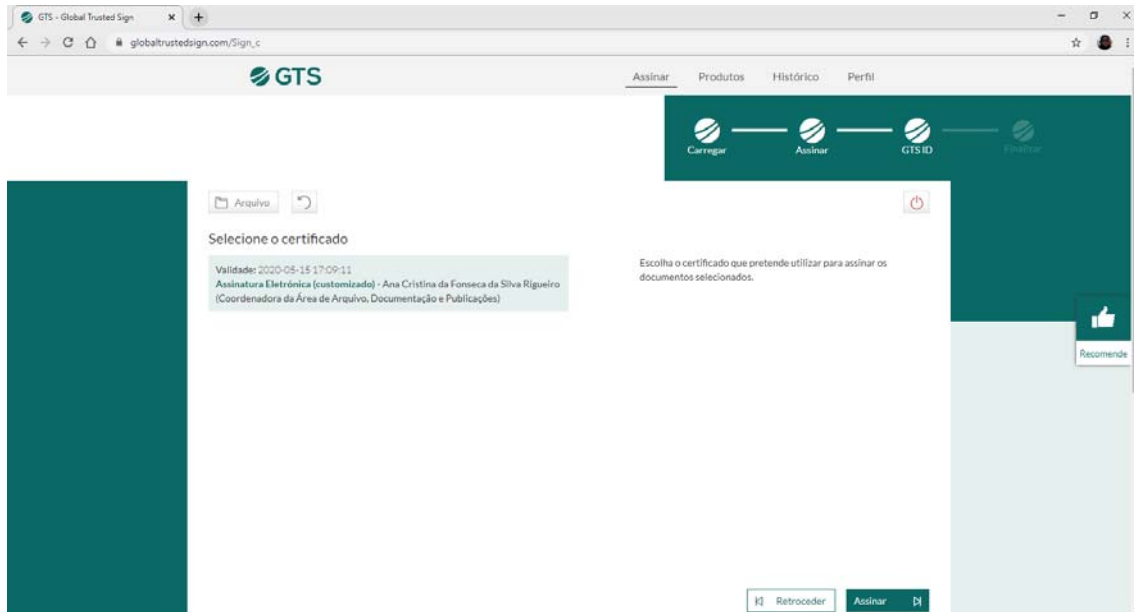 GTS - Global Trusted Sign
globaltrustedsign.com/Sign_c
GTS
Assinar Produtos Histórico Perfil
Carregar Assinar GTS ID Finalizar
Arquivo
Selecione o certificado
Validade: 2020-05-15 17:09:11
Assinatura Eletrónica (customizado) - Ana Cristina da Fonseca da Silva Rigueiro
(Coordenadora da Área de Arquivo, Documentação e Publicações)
Escolha o certificado que pretende utilizar para assinar os
documentos selecionados.
Recomende
Retroceder Assinar